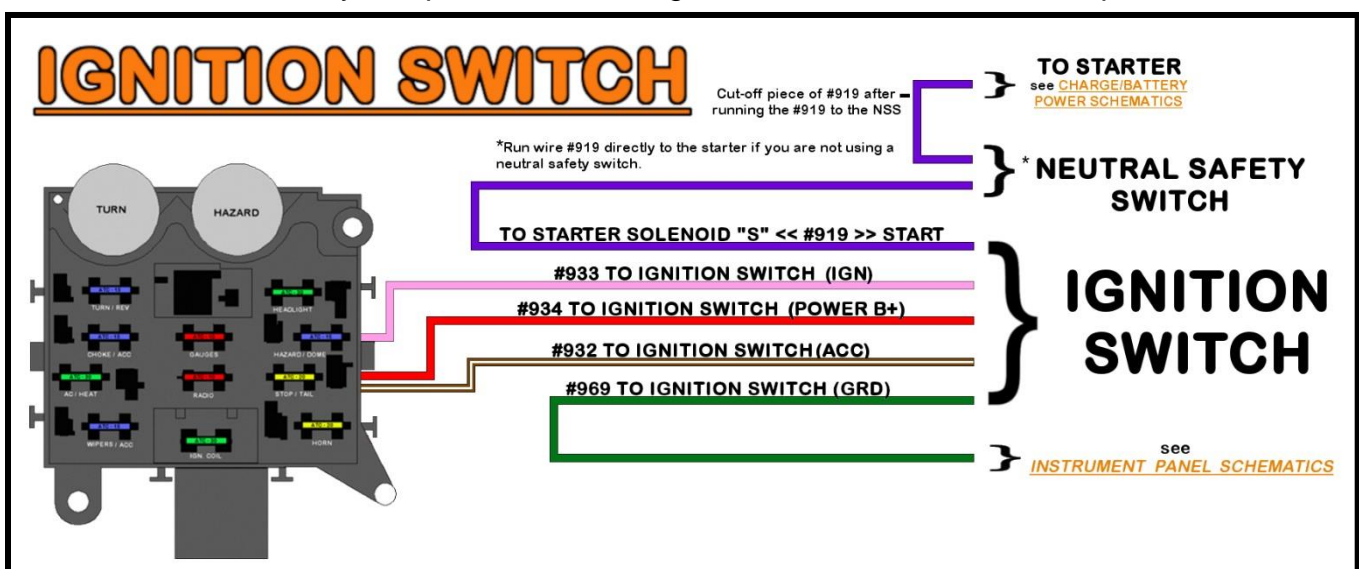 IGNITION SWITCH
TO STARTER
see CHARGE/BATTERY
POWER SCHEMATICS
Cut-off piece of #919 after
running the #919 to the NSS
*Run wire #919 directly to the starter if you are not using a
neutral safety switch.
* NEUTRAL SAFETY
SWITCH
TO STARTER SOLENOID "S" << #919 >> START
#933 TO IGNITION SWITCH (IGN)
#934 TO IGNITION SWITCH (POWER B+)
#932 TO IGNITION SWITCH (ACC)
#969 TO IGNITION SWITCH (GRD)
IGNITION
SWITCH
see
INSTRUMENT PANEL SCHEMATICS
TURN
HAZARD
TURN / REV
HEADLIGHT
CHOKE / ACC
GAUGES
HAZARD / DOME
AC / HEAT
RADIO
STOP / TAIL
WIPERS / ACC
IGN. COIL
HORN